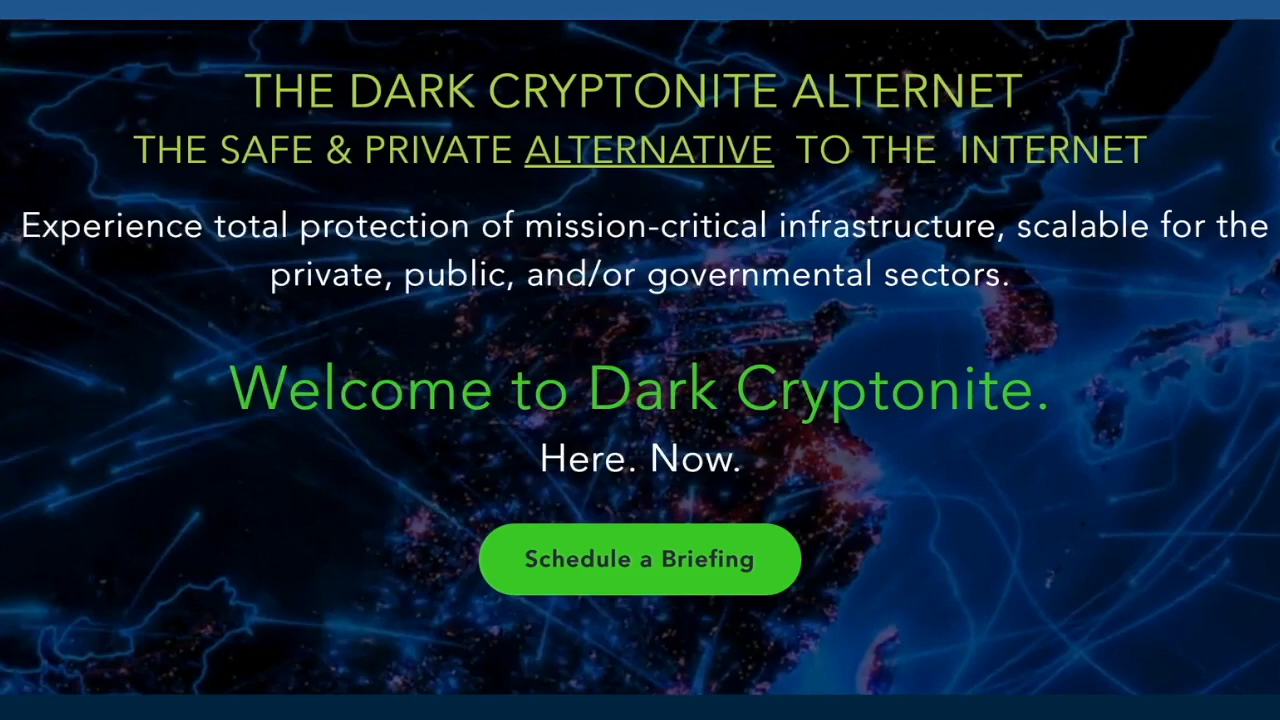 THE DARK CRYPTONITE ALTERNET
THE SAFE & PRIVATE ALTERNATIVE TO THE INTERNET
Experience total protection of mission-critical infrastructure, scalable for the
private, public, and/or governmental sectors.
Welcome to Dark Cryptonite.
Here. Now.
Schedule a Briefing